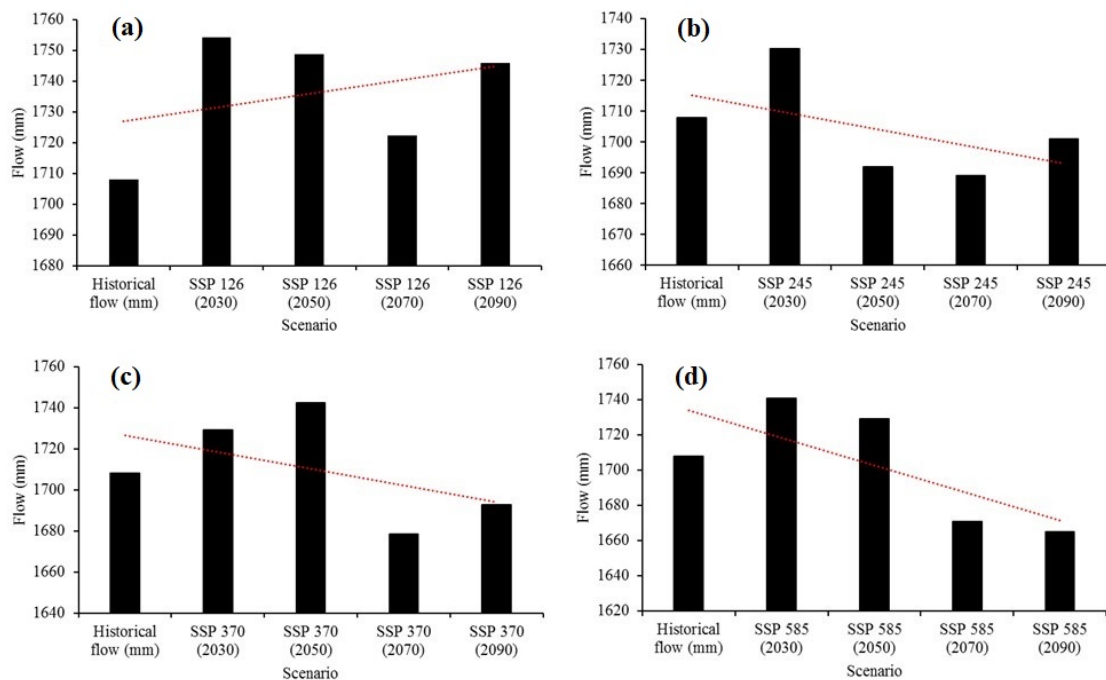 (a)
Flow (mm)
1760
1750
1740
1730
1720
1710
1700
1690
1680
Historical flow (mm)
SSP 126 (2030)
SSP 126 (2050)
SSP 126 (2070)
SSP 126 (2090)
Scenario
(b)
Flow (mm)
1740
1730
1720
1710
1700
1690
1680
1670
1660
Historical flow (mm)
SSP 245 (2030)
SSP 245 (2050)
SSP 245 (2070)
SSP 245 (2090)
Scenario
(c)
Flow (mm)
1760
1740
1720
1700
1680
1660
1640
Historical flow (mm)
SSP 370 (2030)
SSP 370 (2050)
SSP 370 (2070)
SSP 370 (2090)
Scenario
(d)
Flow (mm)
1760
1740
1720
1700
1680
1660
1640
1620
Historical flow (mm)
SSP 585 (2030)
SSP 585 (2050)
SSP 585 (2070)
SSP 585 (2090)
Scenario